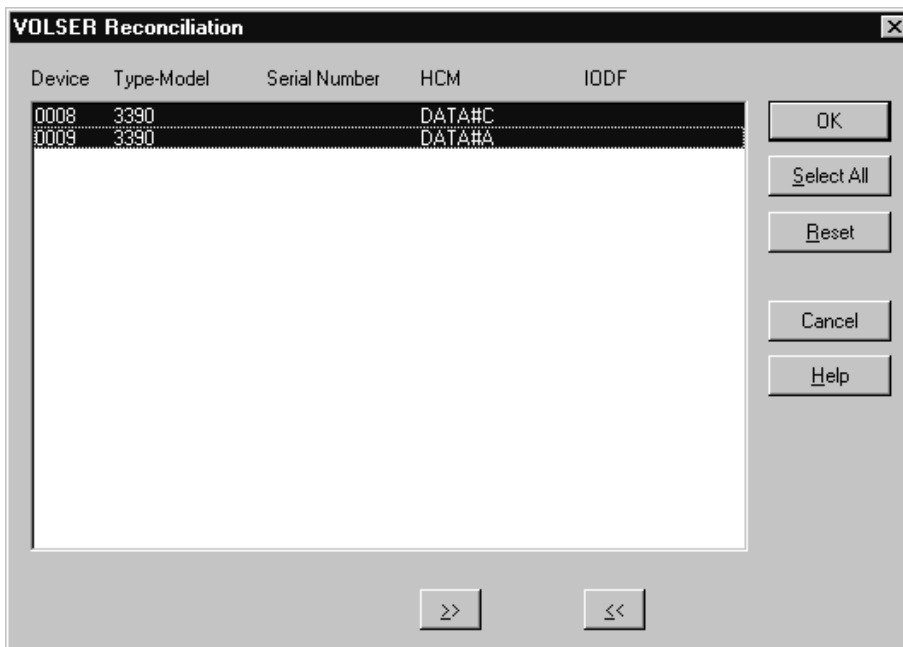 VOLSER Reconciliation
Device Type-Model Serial Number HCM IODF
0008 3390 DATA#C
0009 3390 DATA#A
OK
Select All
Reset
Cancel
Help
>> <<